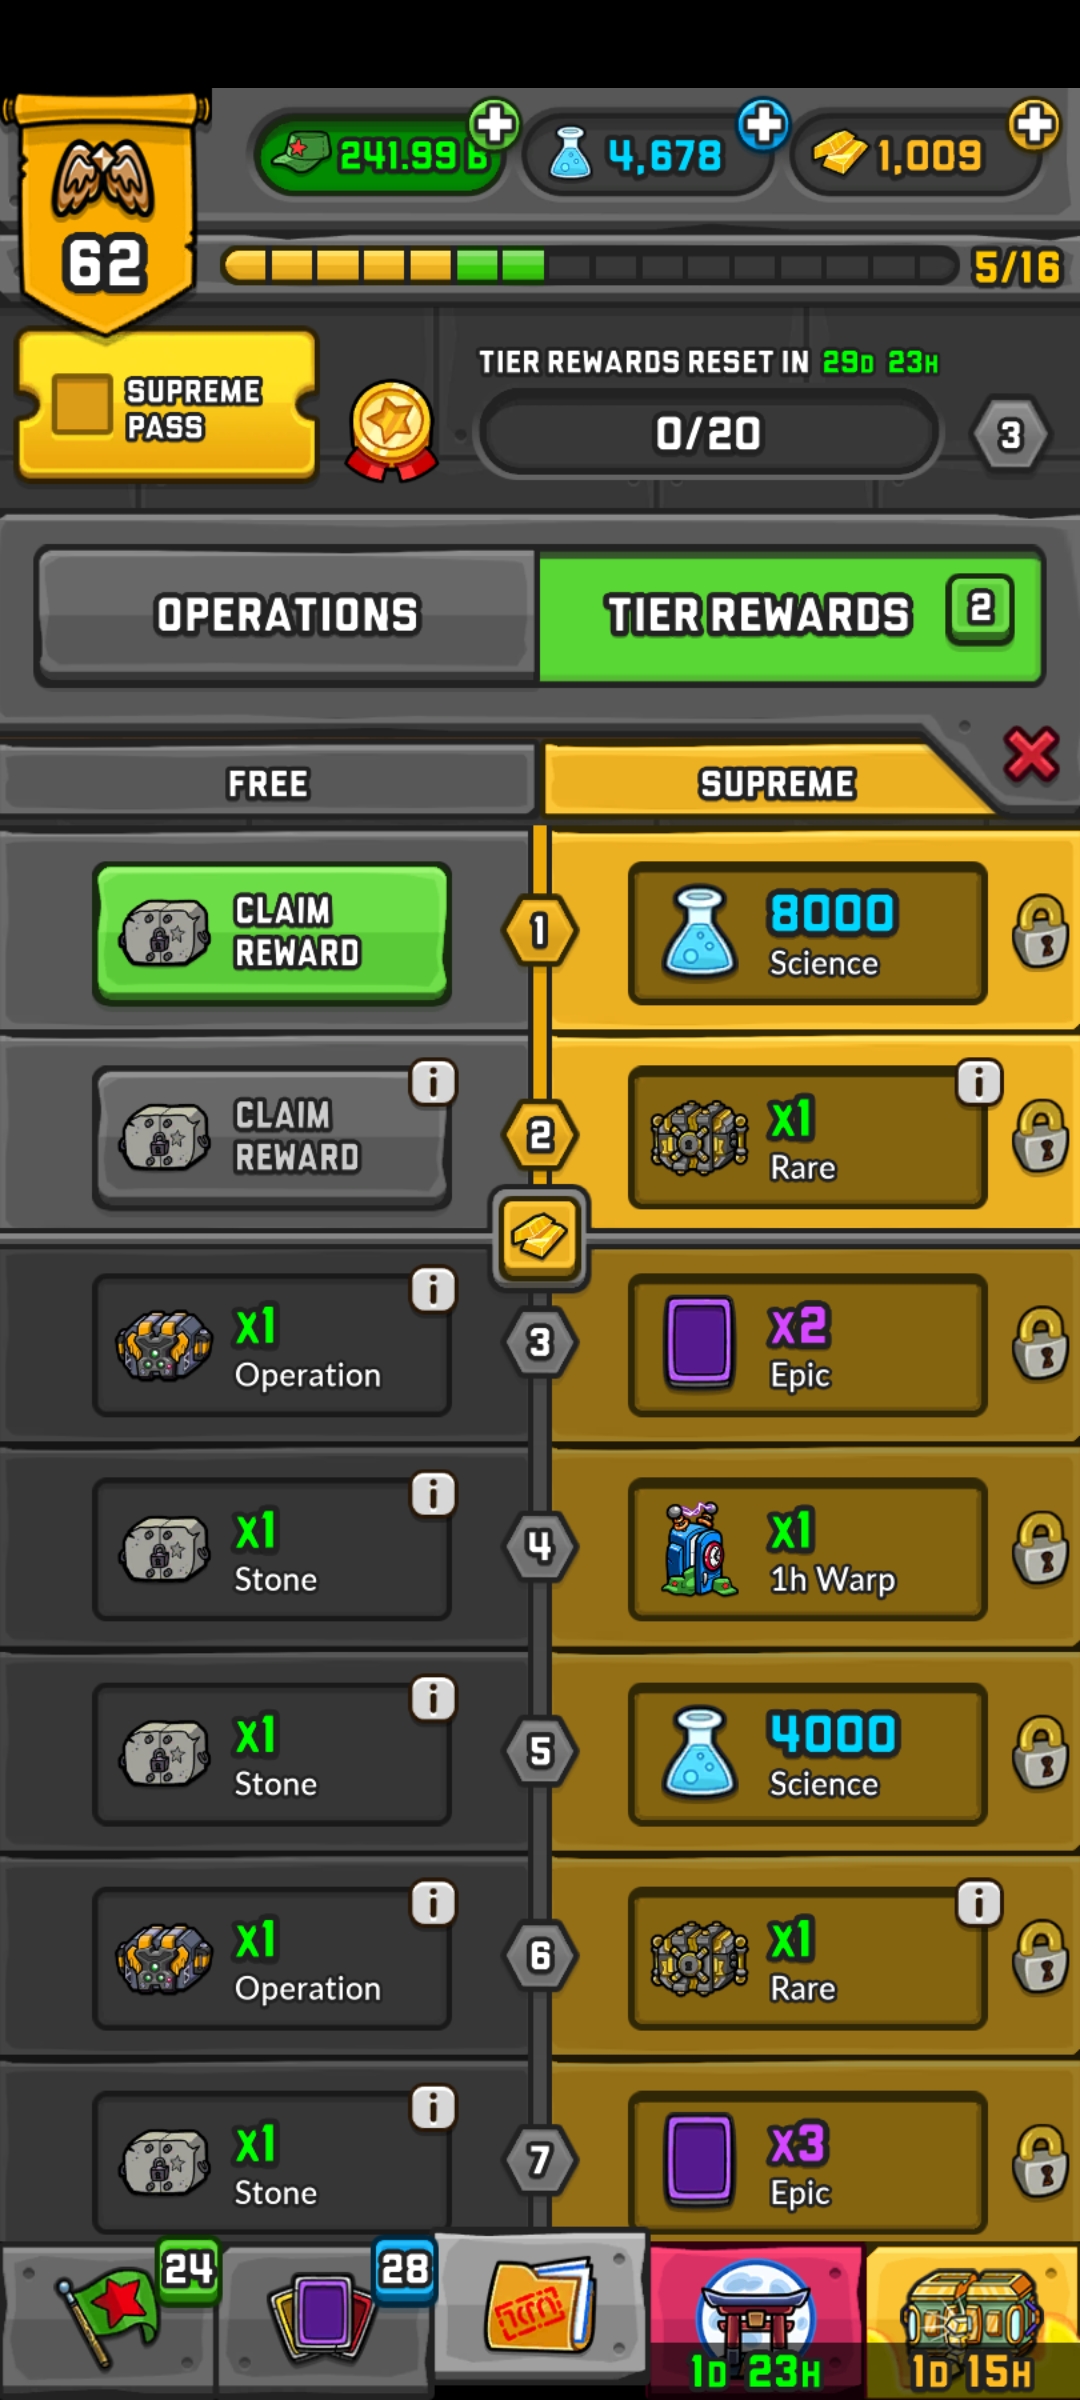 241.99 B
4,678
1,009
62
5/16
SUPREME
PASS
TIER REWARDS RESET IN 29D 23H
0/20
3
OPERATIONS
TIER REWARDS
2
FREE
SUPREME
CLAIM
REWARD
1
8000
Science
CLAIM
REWARD
i
2
X1
Rare
i
X1
Operation
i
3
X2
Epic
X1
Stone
i
4
X1
1h Warp
X1
Stone
i
5
4000
Science
X1
Operation
i
6
X1
Rare
i
X1
Stone
i
7
X3
Epic
24
28
1D 23H
1D 15H